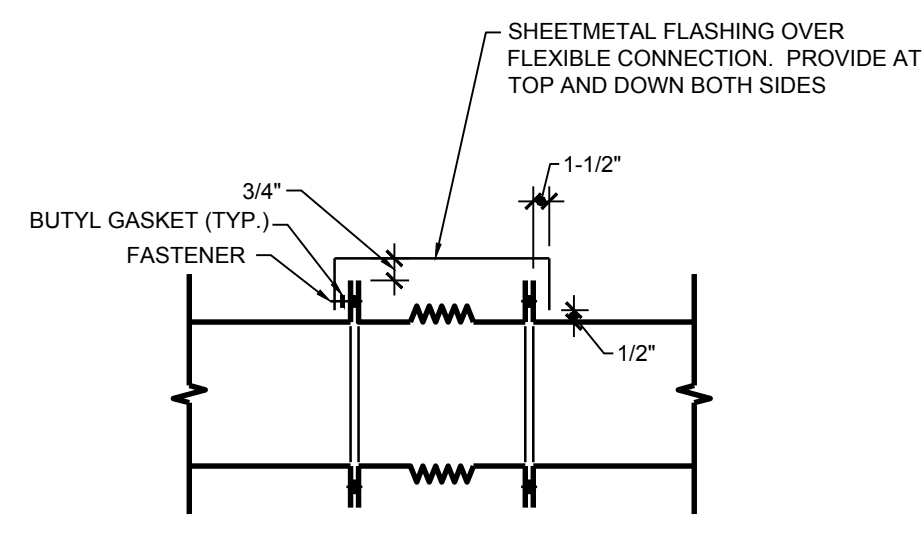 SHEETMETAL FLASHING OVER
FLEXIBLE CONNECTION. PROVIDE AT
TOP AND DOWN BOTH SIDES
1-1/2"
3/4"
BUTYL GASKET (TYP.)
FASTENER
1/2"